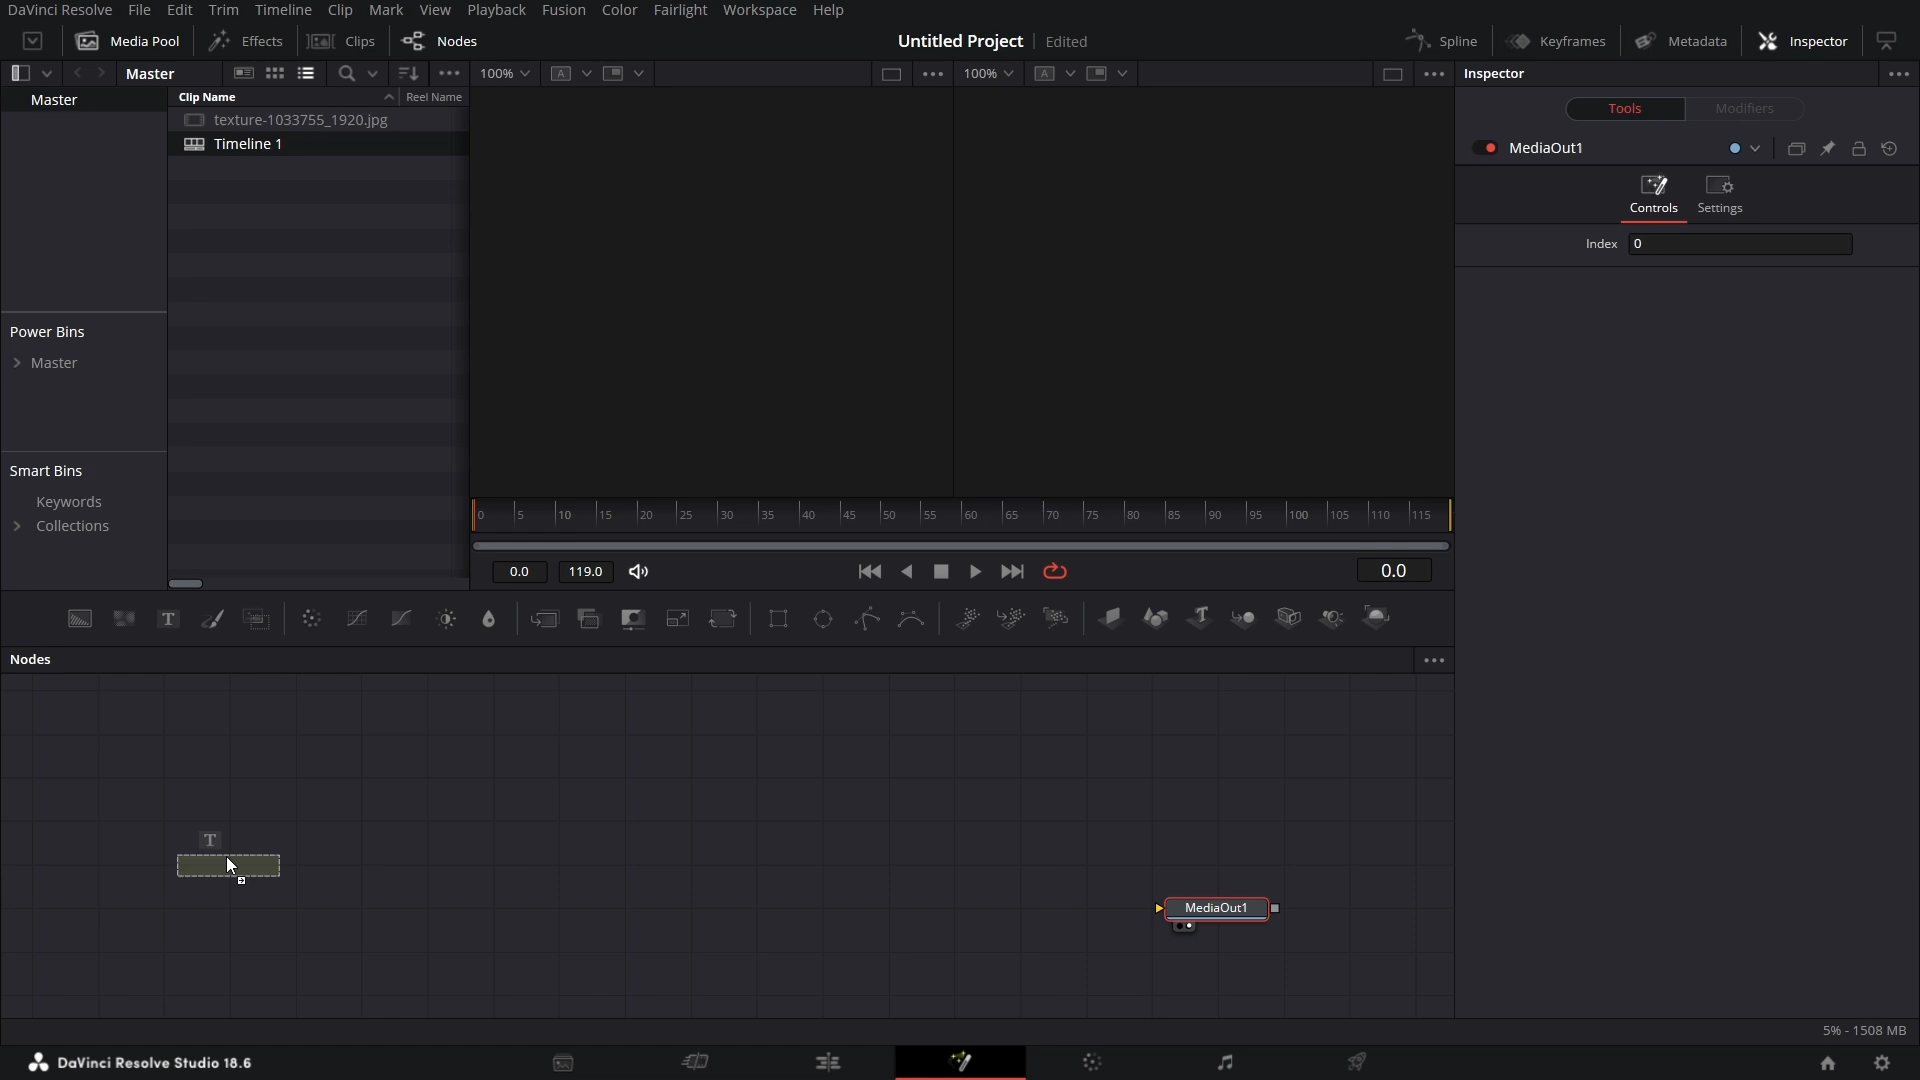 DaVinci Resolve File Edit Trim Timeline Clip Mark View Playback Fusion Color Fairlight Workspace Help
Media Pool Effects Clips Nodes Untitled Project Edited Spline Keyframes Metadata Inspector
Master 100% A 100% A Inspector
Master Clip Name Reel Name
texture-1033755_1920.jpg
Timeline 1
Tools Modifiers
MediaOut1
Controls Settings
Index 0
Power Bins
Master
Smart Bins
Keywords
Collections
0 5 10 15 20 25 30 35 40 45 50 55 60 65 70 75 80 85 90 95 100 105 110 115
0.0 119.0 0.0
T T
Nodes
T
MediaOut1
5% - 1508 MB
DaVinci Resolve Studio 18.6